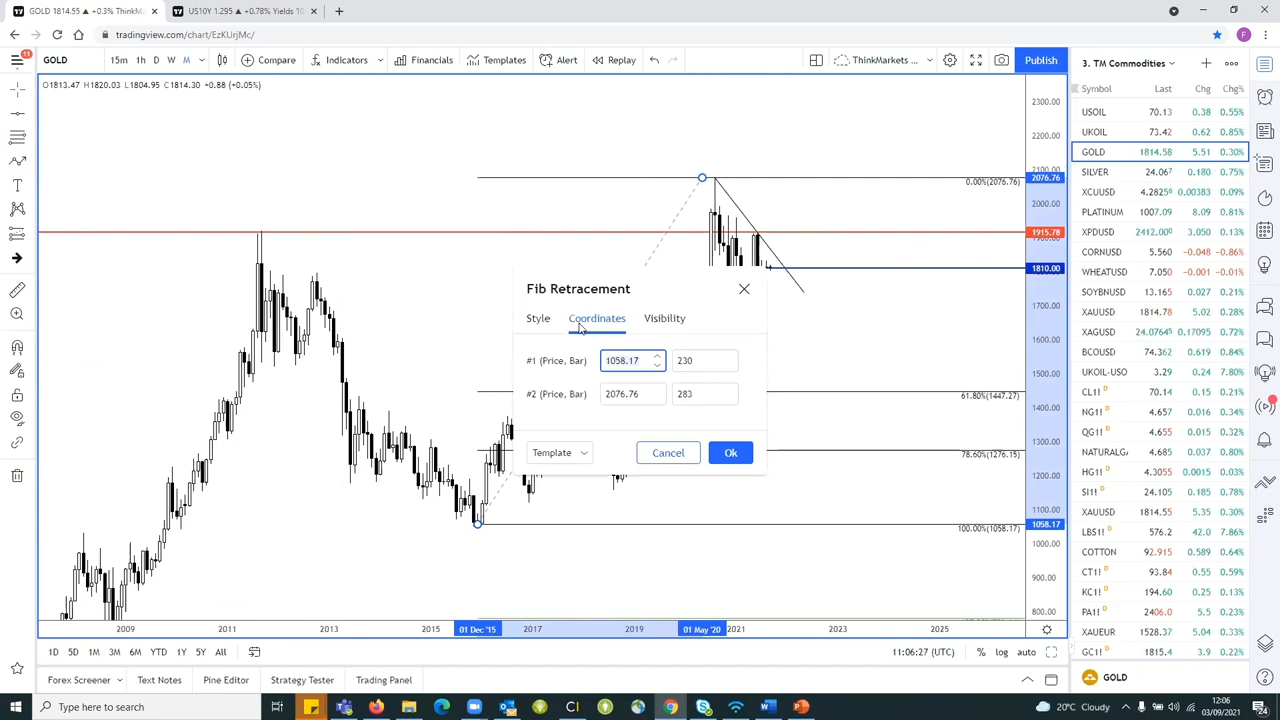 GOLD 1814.55 ▲ +0.3% ThinkM
US10Y 1.295 ▲ +0.78% Yields 10
tradingview.com/chart/EzKUrjMc/
F
11
GOLD 15m 1h D W M Compare Indicators Financials Templates Alert Replay ThinkMarkets ... Publish
O1813.47 H1820.03 L1804.95 C1814.30 +0.88 (+0.05%)
2300.00
2200.00
2100.00
2076.76
0.00%(2076.76)
2000.00
1915.78
1900.00
1810.00
1700.00
1600.00
1500.00
61.80%(1447.27)
1400.00
1300.00
78.60%(1276.15)
1200.00
1100.00
1058.17
100.00%(1058.17)
1000.00
900.00
800.00
Fib Retracement
Style Coordinates Visibility
#1 (Price, Bar) 1058.17 230
#2 (Price, Bar) 2076.76 283
Template Cancel Ok
2009 2011 2013 2015 01 Dec '15 2017 2019 01 May '20 2021 2023 2025
1D 5D 1M 3M 6M YTD 1Y 5Y All 11:06:27 (UTC) % log auto
Forex Screener Text Notes Pine Editor Strategy Tester Trading Panel
3. TM Commodities
Symbol Last Chg Chg%
USOIL 70.13 0.38 0.55%
UKOIL 73.42 0.62 0.85%
GOLD 1814.58 5.51 0.30%
SILVER 24.067 0.180 0.75%
XCUUSD 4.28256 0.00383 0.09%
PLATINUM 1007.09 8.09 0.81%
XPDUSD 2412.00 3.050 0.13%
CORNUSD 5.560 -0.048 -0.86%
WHEATUSD 7.050 -0.001 -0.01%
SOYBNUSD 13.165 0.027 0.21%
XAUUSD 1814.78 5.02 0.28%
XAGUSD 24.0764 0.17095 0.72%
BCOUSD 74.362 0.619 0.84%
UKOIL-USO 3.29 0.24 7.80%
CL1! D 70.14 0.15 0.21%
NG1! D 4.657 0.016 0.34%
QG1! D 4.655 0.015 0.32%
NATURALGA 4.635 0.031 0.68%
HG1! D 4.3055 0.0015 0.03%
SI1! D 24.105 0.185 0.78%
XAUUSD 1814.55 5.35 0.30%
LBS1! D 576.2 42.0 7.86%
COTTON 92.915 0.589 0.64%
CT1! D 93.84 0.55 0.59%
KC1! D 194.60 0.25 0.13%
PA1! D 2406.0 5.5 0.23%
XAUEUR 1528.37 5.04 0.33%
GC1! D 1815.4 3.9 0.22%
GOLD
Type here to search
20°C Cloudy
12:06
03/09/2021